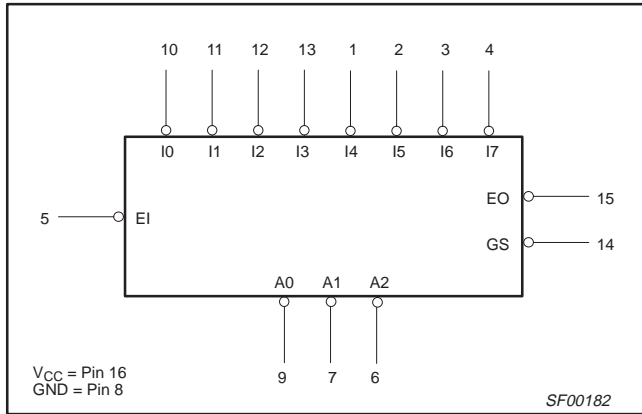 10 11 12 13 1 2 3 4
I0 I1 I2 I3 I4 I5 I6 I7
EO 15
5 EI
GS 14
A0 A1 A2
9 7 6
VCC = Pin 16
GND = Pin 8
SF00182